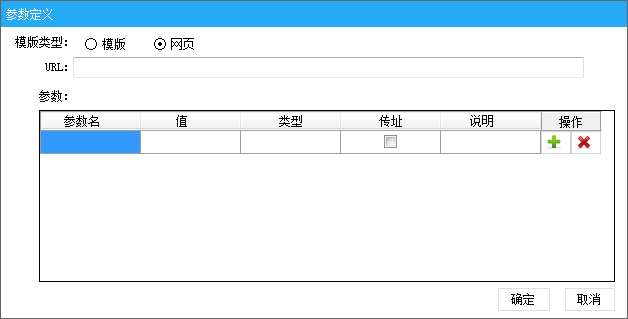 参数定义
模版类型: 模版 网页
URL:
参数:
参数名 值 类型 传址 说明 操作
确定 取消